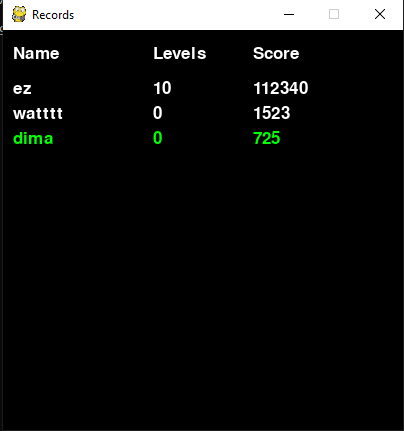 Records
Name Levels Score
ez 10 112340
watttt 0 1523
dima 0 725